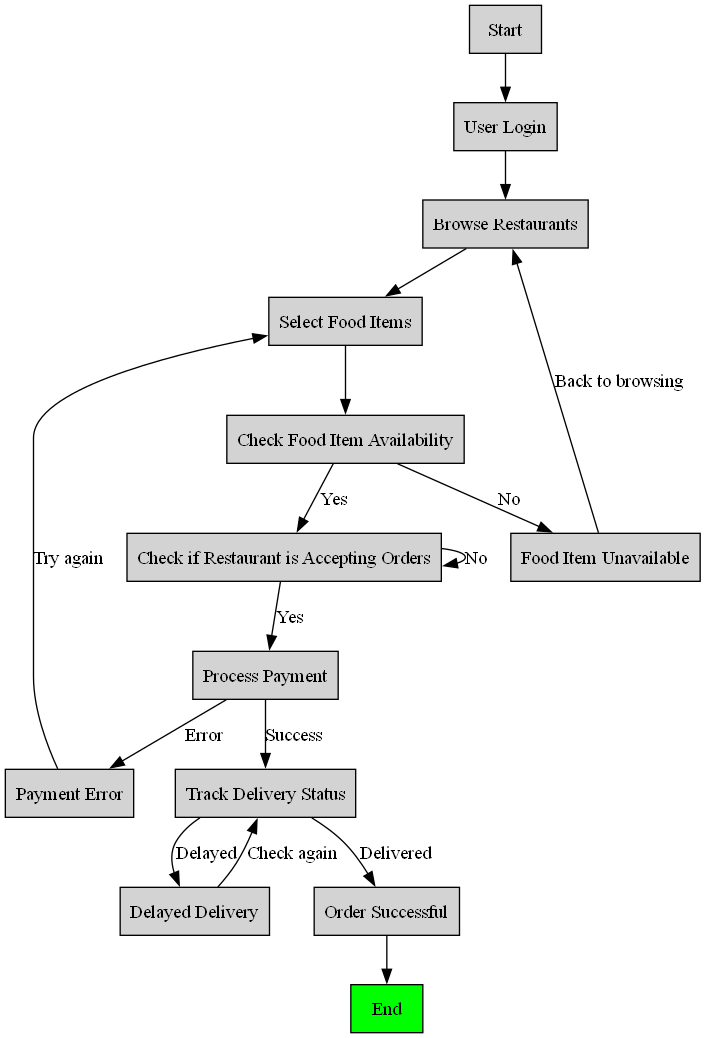 Start
User Login
Browse Restaurants
Select Food Items
Back to browsing
Check Food Item Availability
Yes
No
Try again
Check if Restaurant is Accepting Orders
No
Food Item Unavailable
Yes
Process Payment
Error
Success
Payment Error
Track Delivery Status
Delayed
Check again
Delivered
Delayed Delivery
Order Successful
End